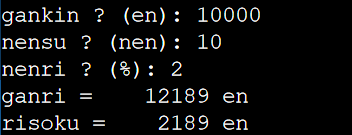 gankin ? (en): 10000
nensu ? (nen): 10
nenri ? (%): 2
ganri =    12189 en
risoku =    2189 en